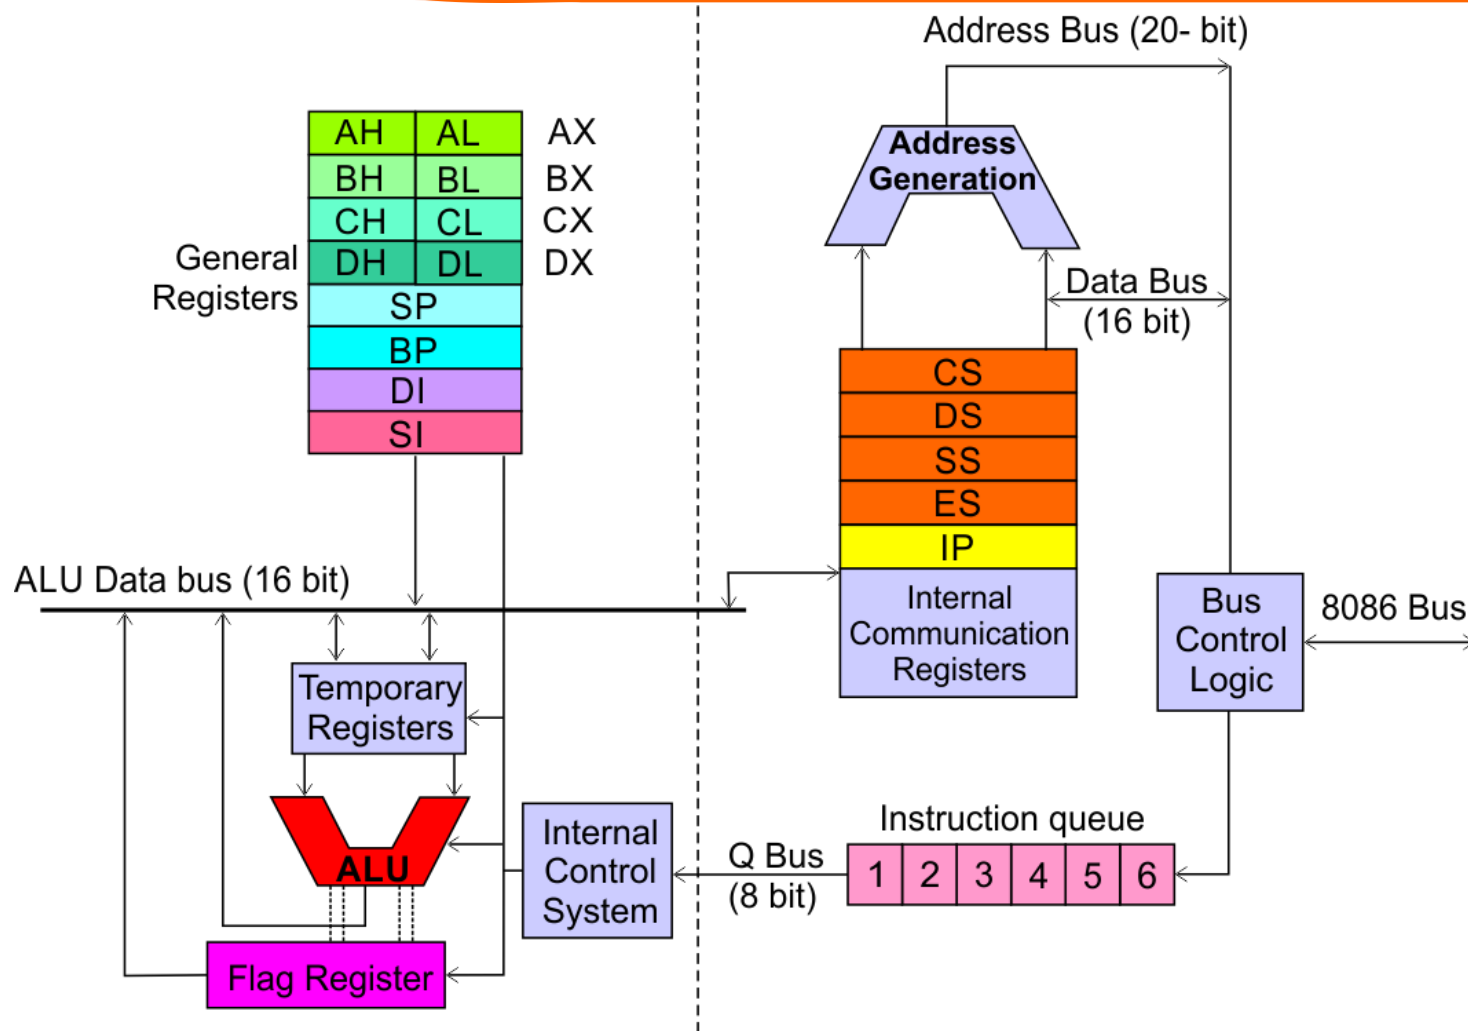 Address Bus (20- bit)
AH AL AX
BH BL BX
CH CL CX
DH DL DX
General
Registers
SP
BP
DI
SI
Address
Generation
Data Bus
(16 bit)
CS
DS
SS
ES
IP
Internal
Communication
Registers
ALU Data bus (16 bit)
Bus
Control
Logic
8086 Bus
Temporary
Registers
ALU
Flag Register
Internal
Control
System
Q Bus
(8 bit)
Instruction queue
1 2 3 4 5 6